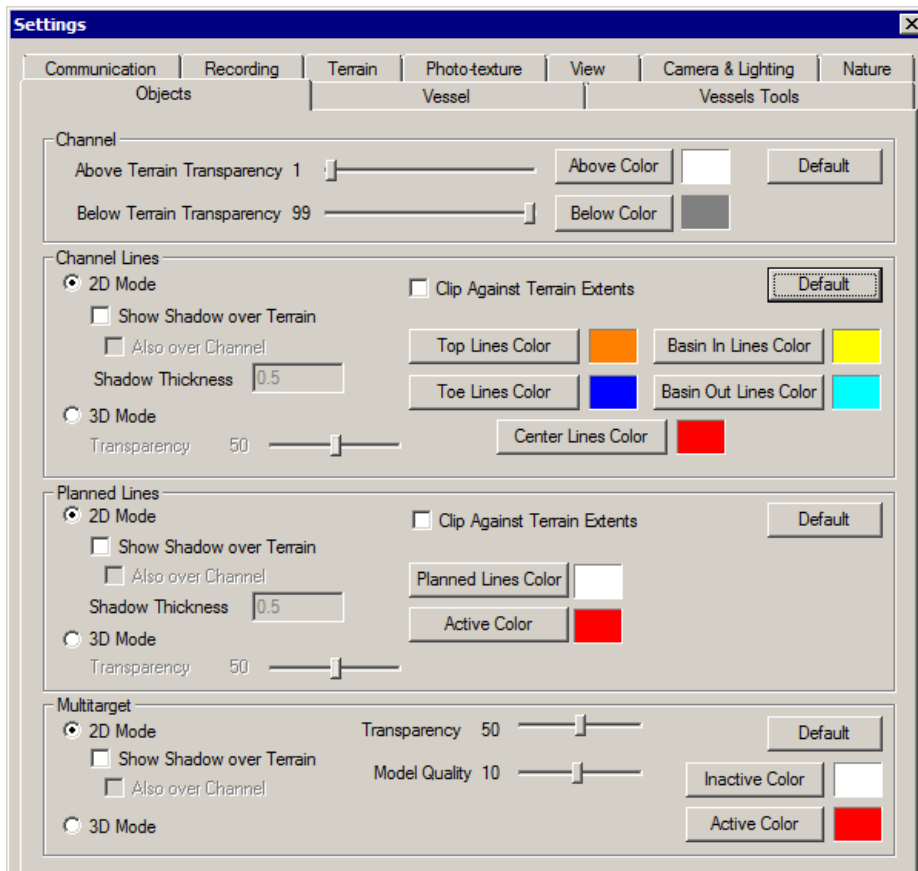 Settings
Communication Recording Terrain Photo-texture View Camera & Lighting Nature
Objects Vessel Vessels Tools
Channel
Above Terrain Transparency 1 Above Color Default
Below Terrain Transparency 99 Below Color
Channel Lines
2D Mode Clip Against Terrain Extents Default
Show Shadow over Terrain
Also over Channel Top Lines Color Basin In Lines Color
Shadow Thickness 0.5 Toe Lines Color Basin Out Lines Color
3D Mode Center Lines Color
Transparency 50
Planned Lines
2D Mode Clip Against Terrain Extents Default
Show Shadow over Terrain
Also over Channel Planned Lines Color
Shadow Thickness 0.5 Active Color
3D Mode
Transparency 50
Multitarget
2D Mode Transparency 50 Default
Show Shadow over Terrain Model Quality 10 Inactive Color
Also over Channel
3D Mode Active Color